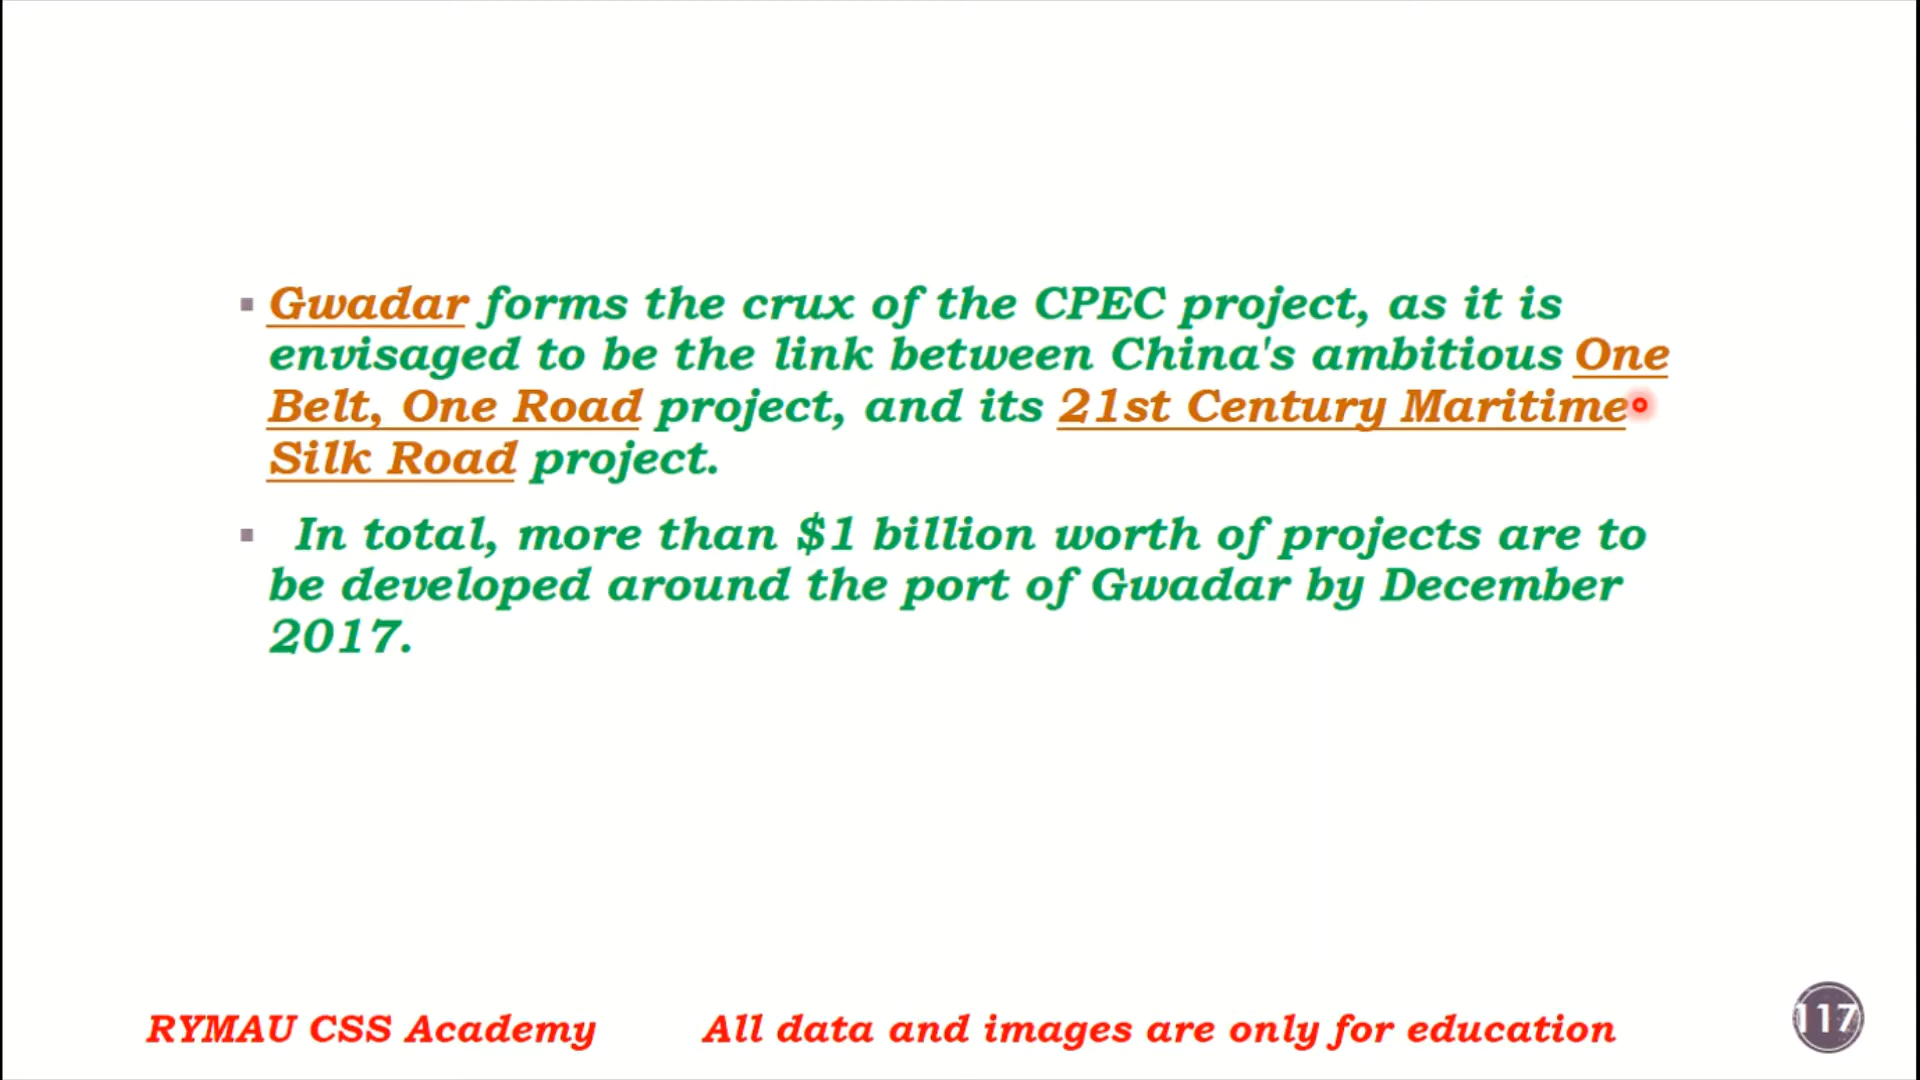 Gwadar forms the crux of the CPEC project, as it is
envisaged to be the link between China's ambitious One
Belt, One Road project, and its 21st Century Maritime
Silk Road project.
In total, more than $1 billion worth of projects are to
be developed around the port of Gwadar by December
2017.
RYMAU CSS Academy All data and images are only for education
117